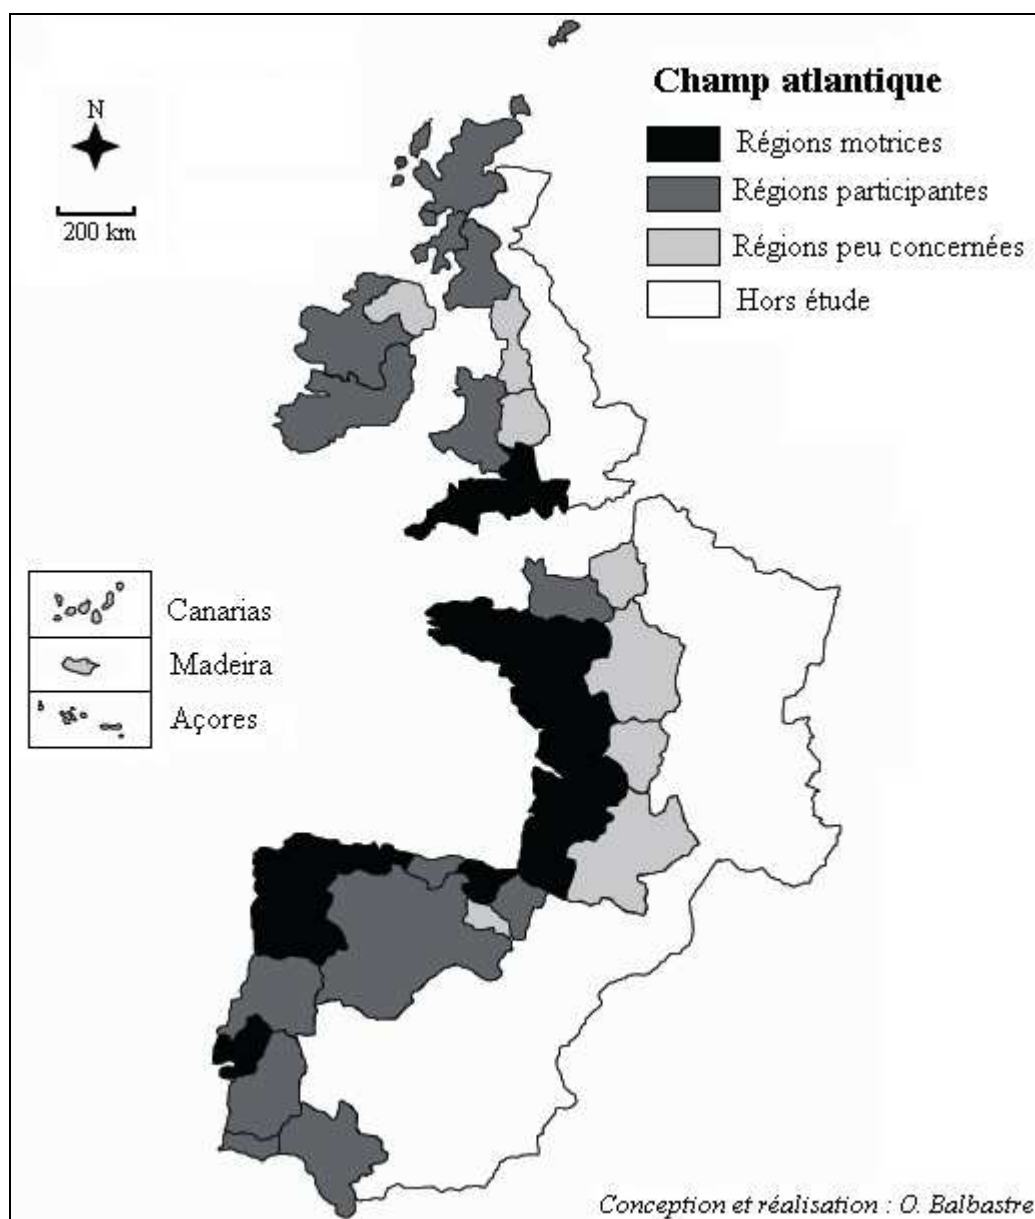 Champ atlantique
N
200 km
Régions motrices
Régions participantes
Régions peu concernées
Hors étude
Canarias
Madeira
Açores
Conception et réalisation : O. Balbastre